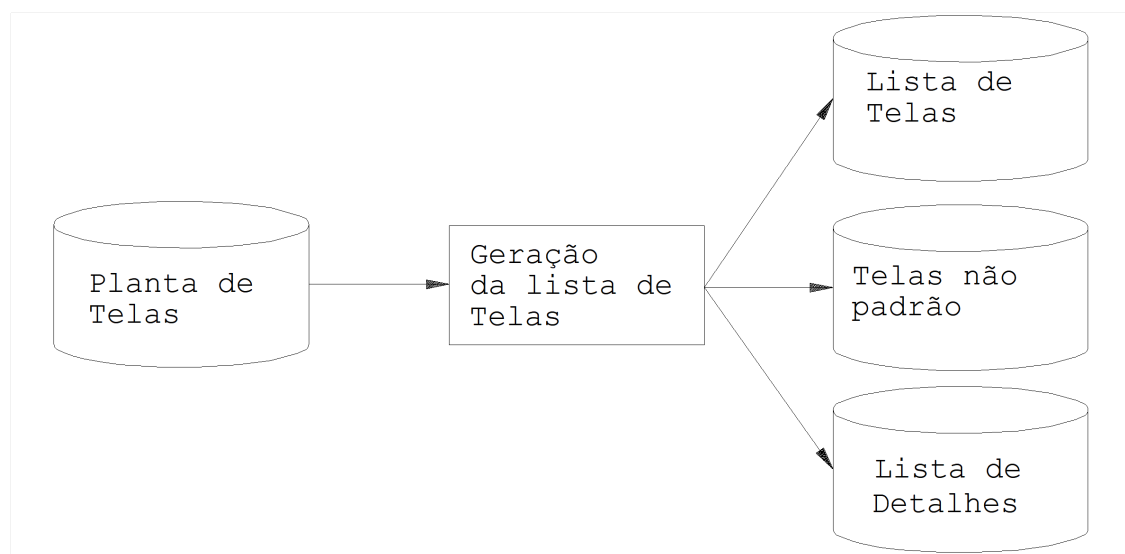 Planta de
Telas
Geração
da lista de
Telas
Lista de
Telas
Telas não
padrão
Lista de
Detalhes